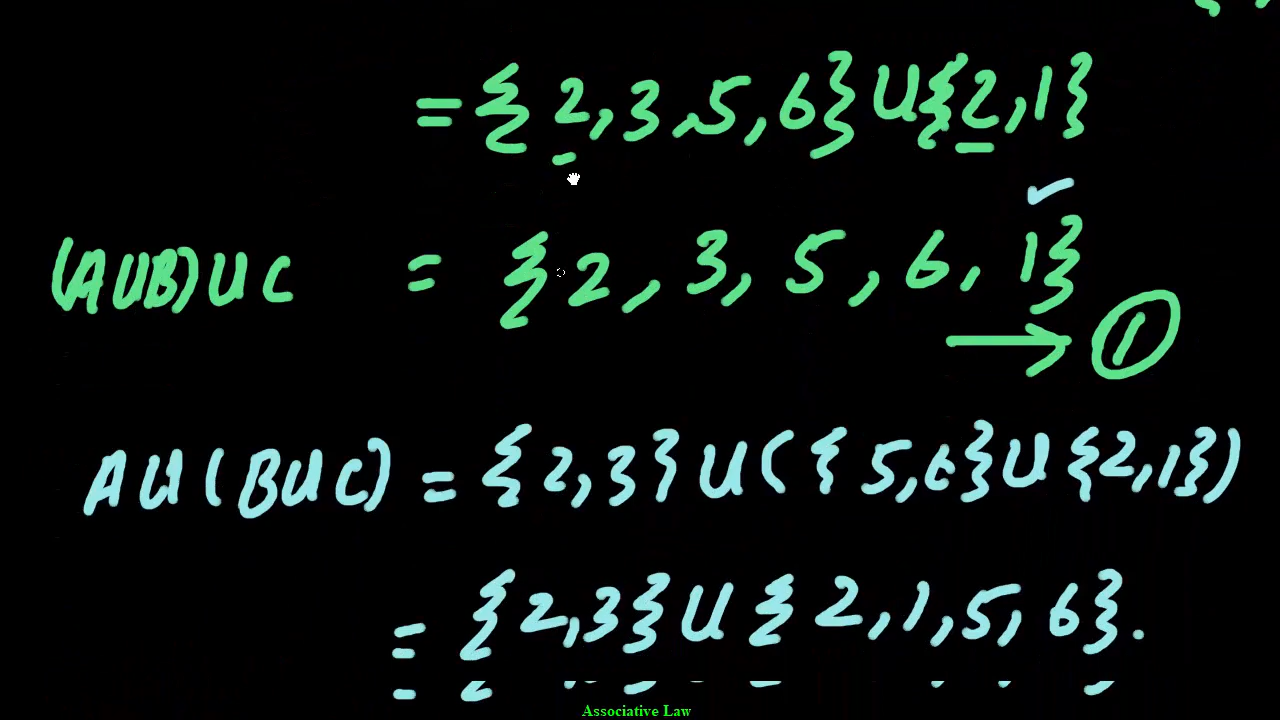 = {2, 3, 5, 6} U {2, 1}
(AUB) U C = {2, 3, 5, 6, 1}
→ ①
AU(BUC) = {2,3} U ({5,6} U {2,1})
= {2,3} U {2,1,5,6}.
Associative Law